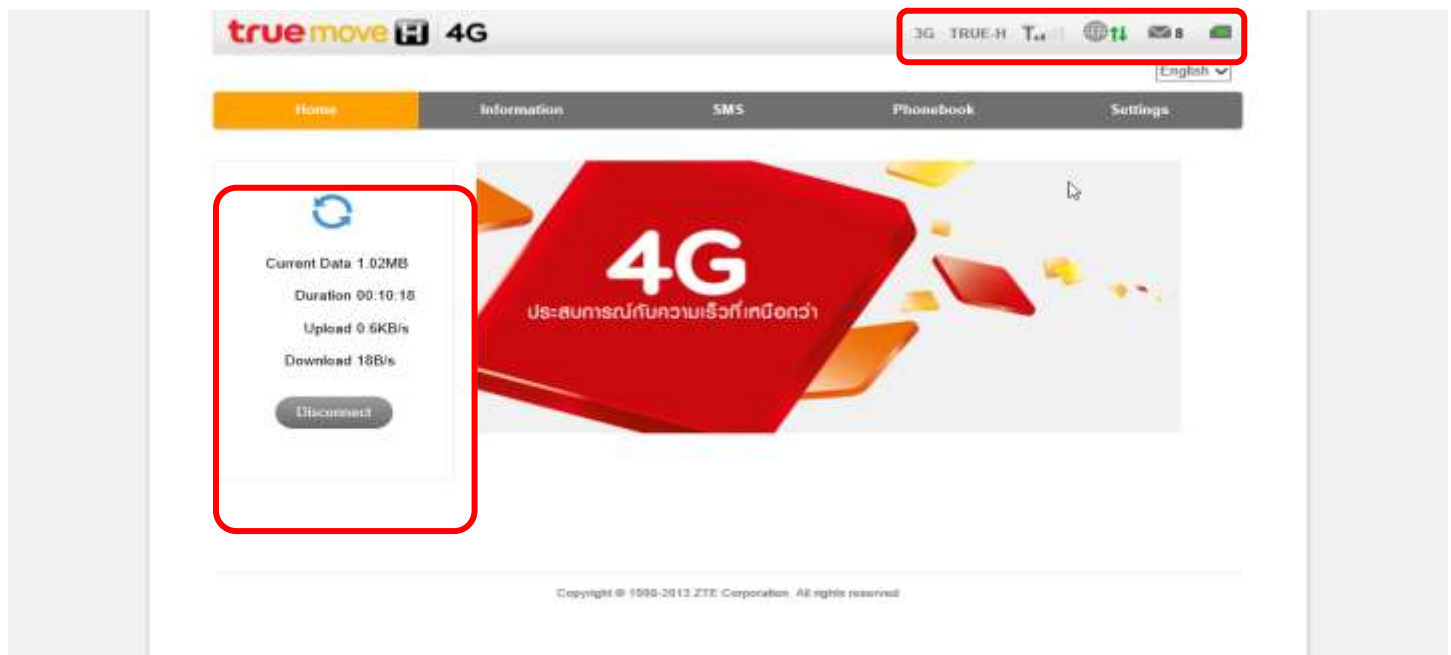 truemove H 4G
3G TRUE-H 8
English
Home Information SMS Phonebook Settings
4G
ประสบการณ์กับความเร็วที่เหนือกว่า
Current Data 1.02MB
Duration 00:10:18
Upload 0.6KB/s
Download 18B/s
Disconnect
Copyright © 1998-2013 ZTE Corporation. All rights reserved